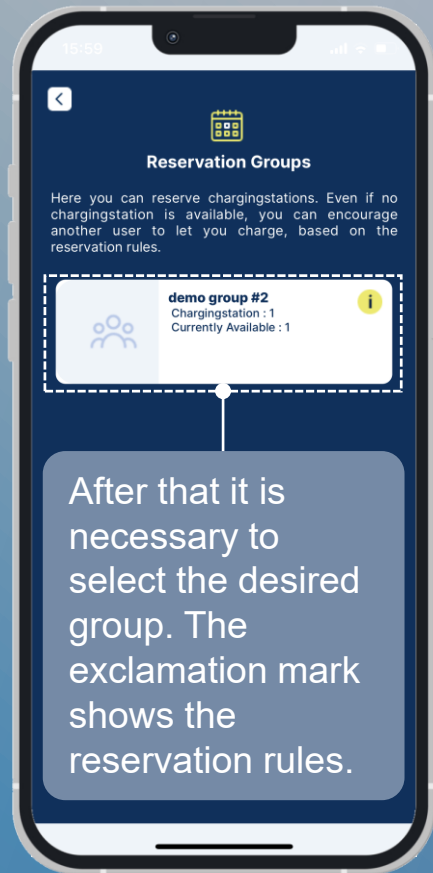 15:59
Reservation Groups
Here you can reserve chargingstations. Even if no
chargingstation is available, you can encourage
another user to let you charge, based on the
reservation rules.
demo group #2
i
Chargingstation : 1
Currently Available : 1
After that it is
necessary to
select the desired
group. The
exclamation mark
shows the
reservation rules.